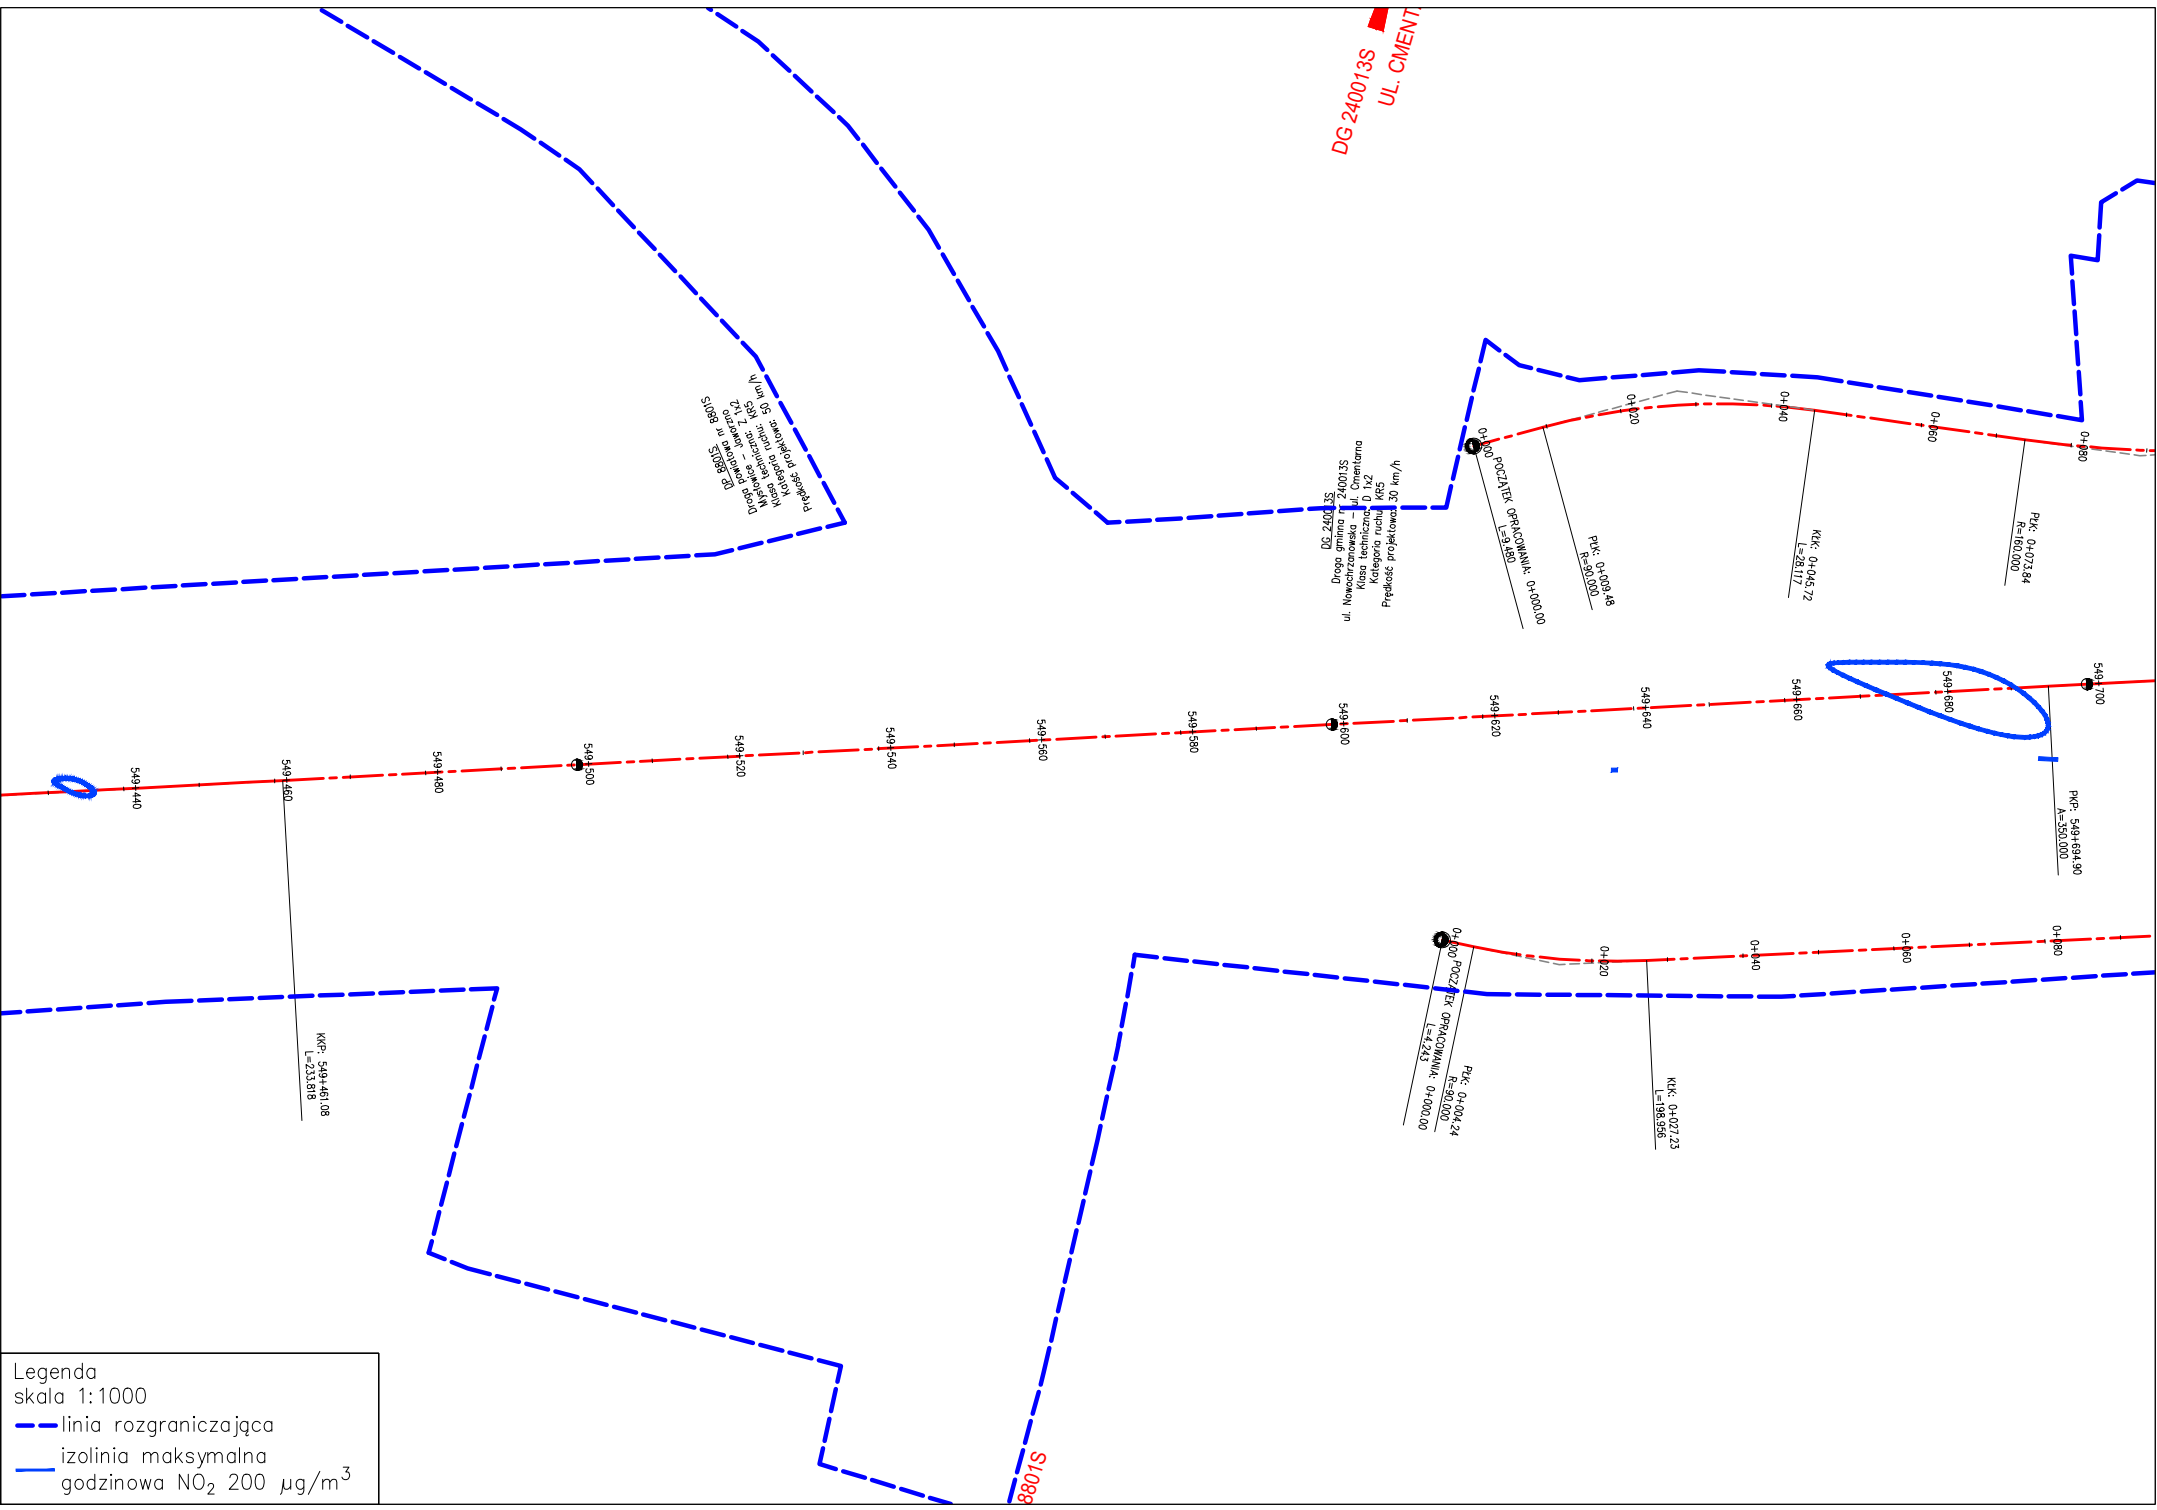 DG 240013S
UL. CMENT
DP 8801S
Droga powiatowa nr 8801S
Mysłowice – Jaworzno
Klasa techniczna: Z 1x2
Kategoria ruchu: KR5
Prędkość projektowa: 50 km/h
DG 240013S
Droga gminna nr 240013S
ul. Nowochrzanowska – ul. Cmentarna
Klasa techniczna: D 1x2
Kategoria ruchu: KR5
Prędkość projektowa: 30 km/h
0+000
0+020
0+040
0+060
0+080
POCZĄTEK OPRACOWANIA: 0+000.00
L=9.480
PŁK: 0+009.48
R=90.000
KŁK: 0+045.72
L=28.117
PŁK: 0+073.84
R=160.000
549+440
549+460
549+480
549+500
549+520
549+540
549+560
549+580
549+600
549+620
549+640
549+660
549+680
549+700
PKP: 549+694.90
A=350.000
KKP: 549+461.08
L=233.818
0+000
0+020
0+040
0+060
0+080
POCZĄTEK OPRACOWANIA: 0+000.00
L=4.243
PŁK: 0+004.24
R=90.000
KŁK: 0+027.23
L=198.956
8801S
Legenda
skala 1:1000
linia rozgraniczająca
izolinia maksymalna
godzinowa NO₂ 200 µg/m³